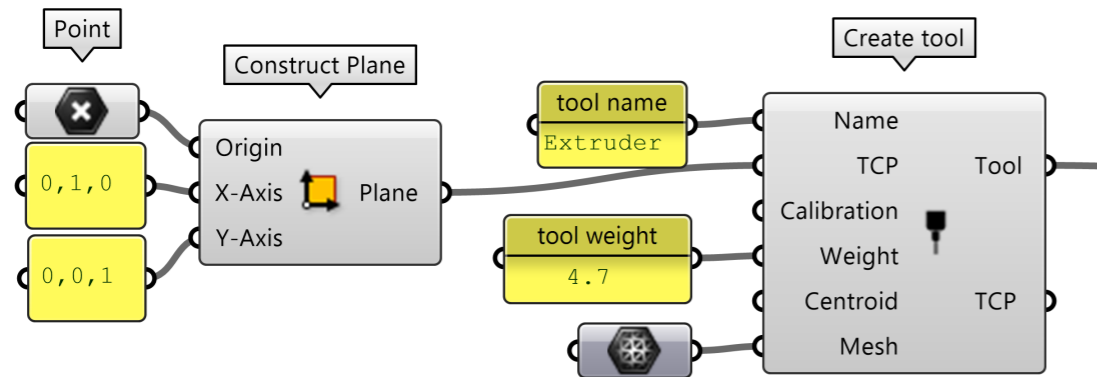 Point
Construct Plane
Create tool
Origin
X-Axis
Y-Axis
Plane
0,1,0
0,0,1
tool name
Extruder
tool weight
4.7
Name
TCP
Calibration
Weight
Centroid
Mesh
Tool
TCP